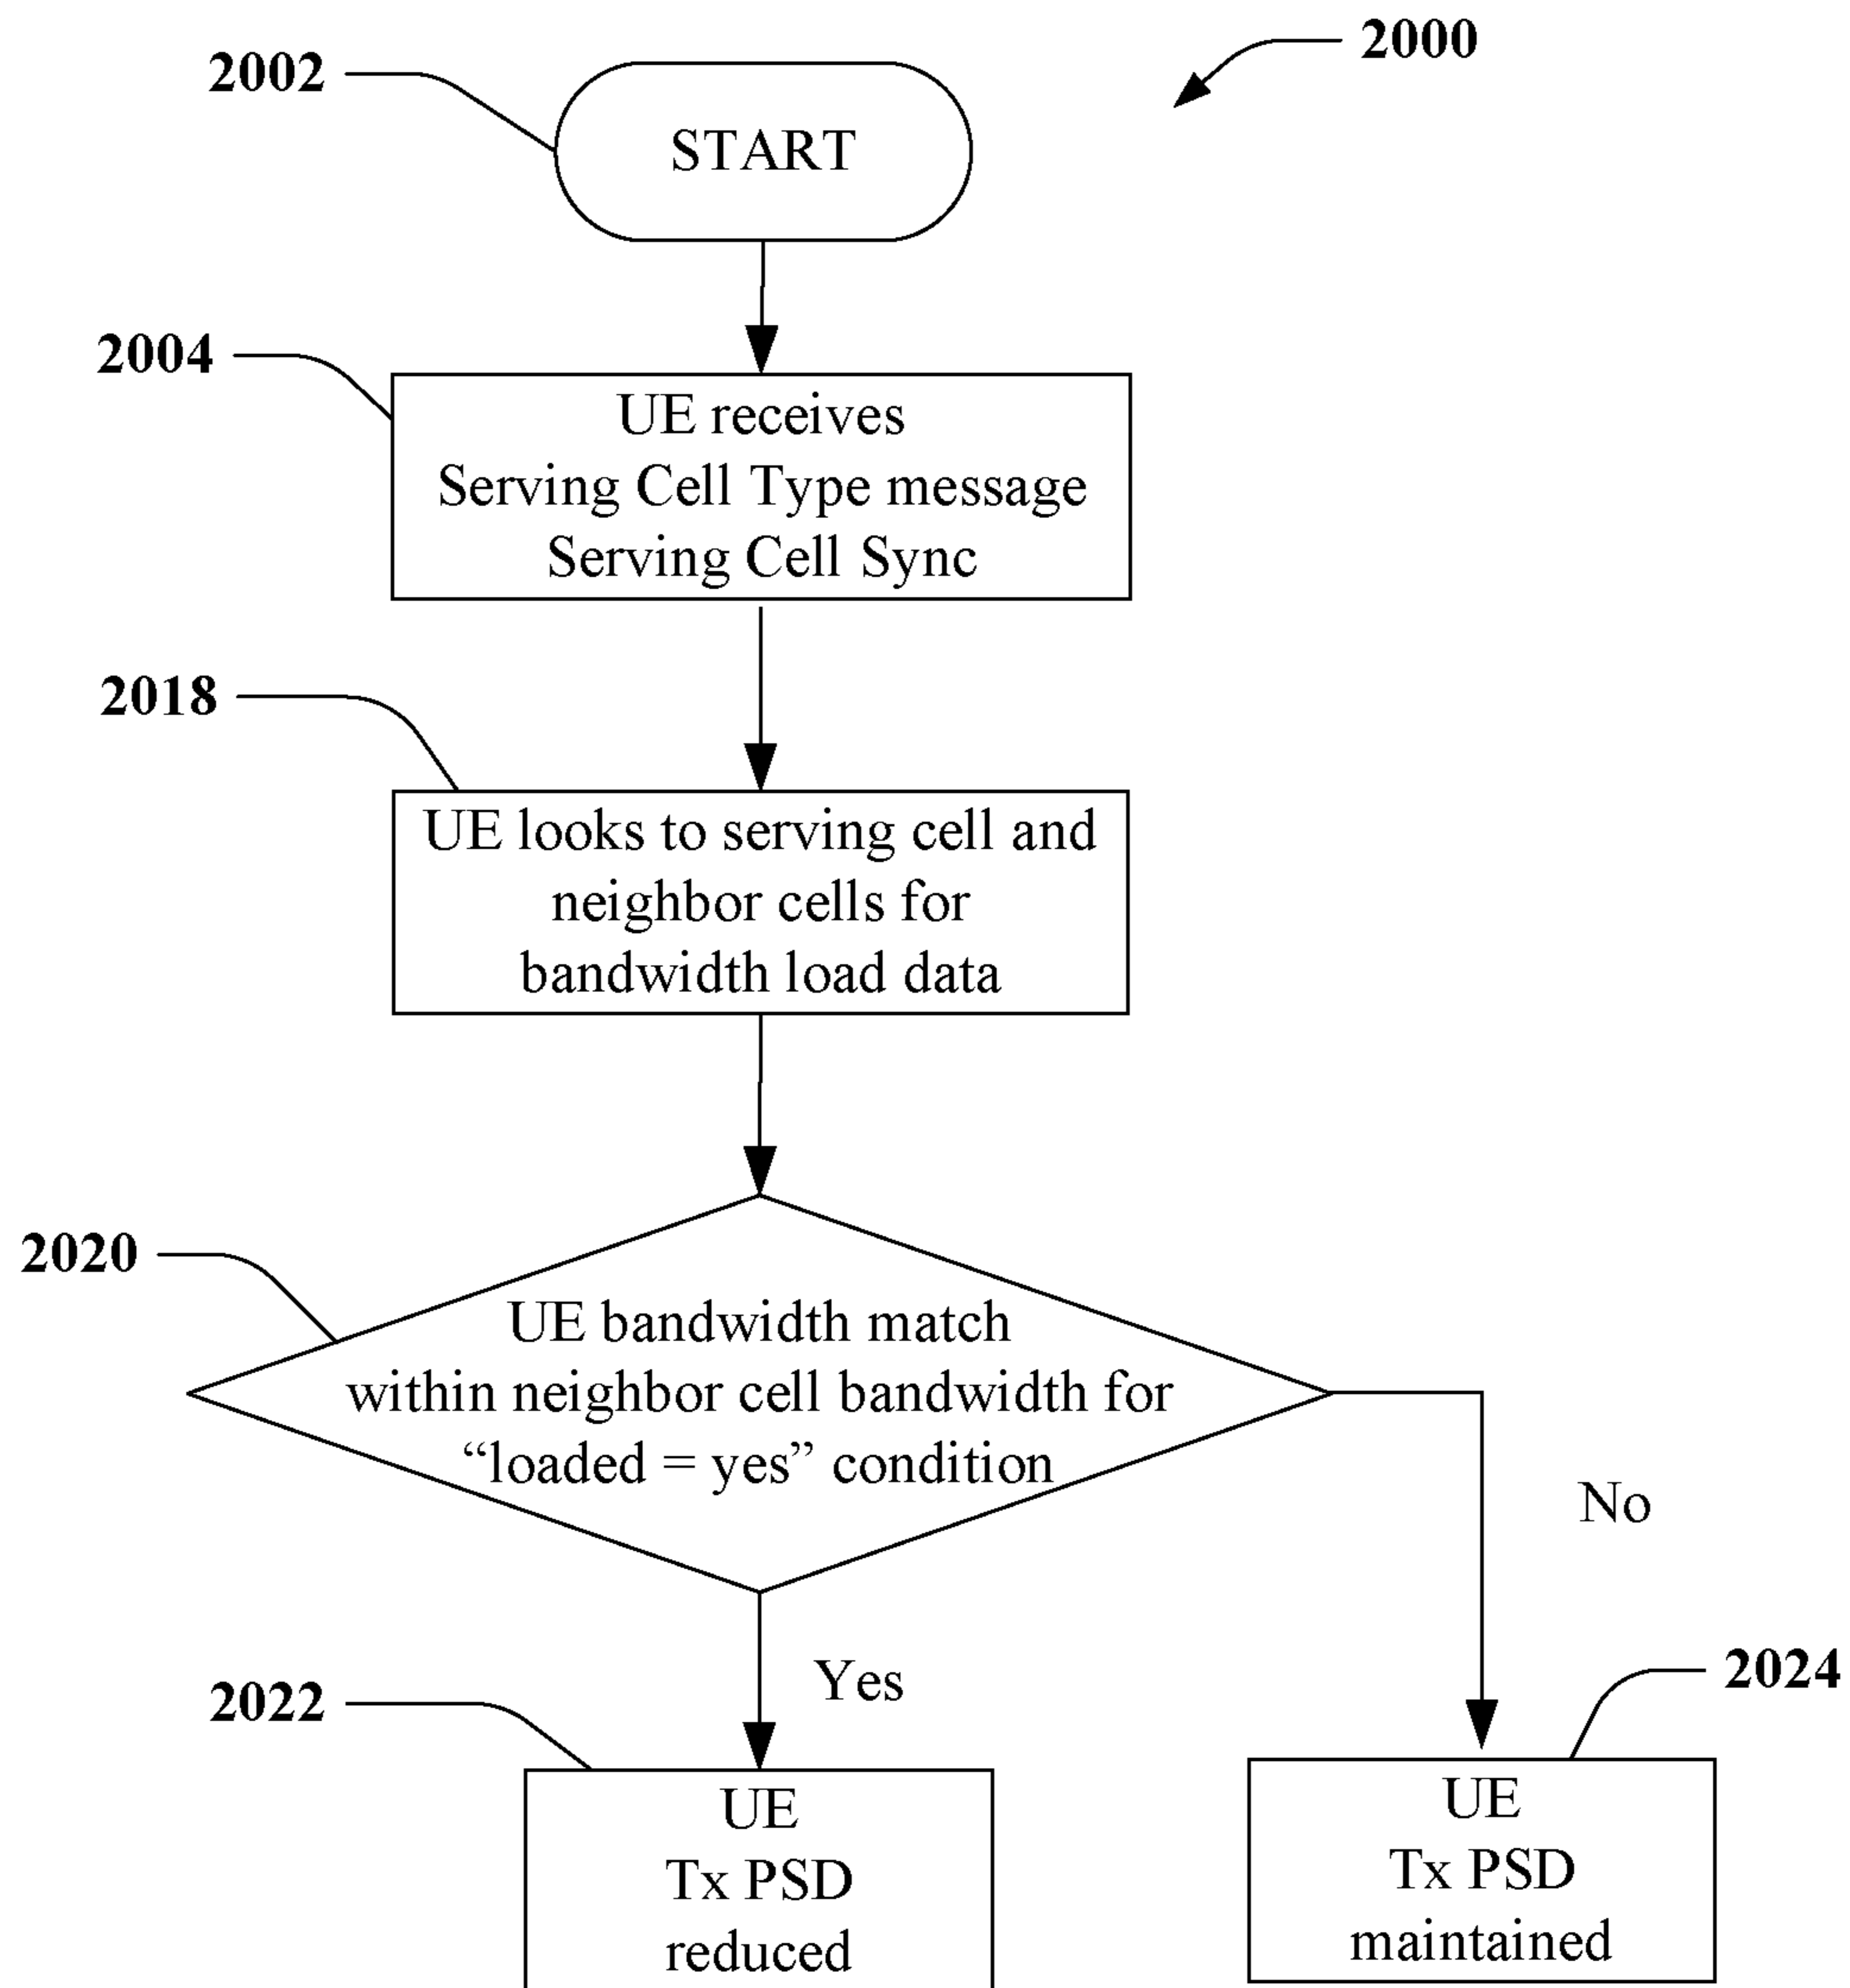 2000
2002
START
2004
UE receives
Serving Cell Type message
Serving Cell Sync
2018
UE looks to serving cell and
neighbor cells for
bandwidth load data
2020
UE bandwidth match
within neighbor cell bandwidth for
“loaded = yes” condition
No
Yes
2022
UE
Tx PSD
reduced
2024
UE
Tx PSD
maintained